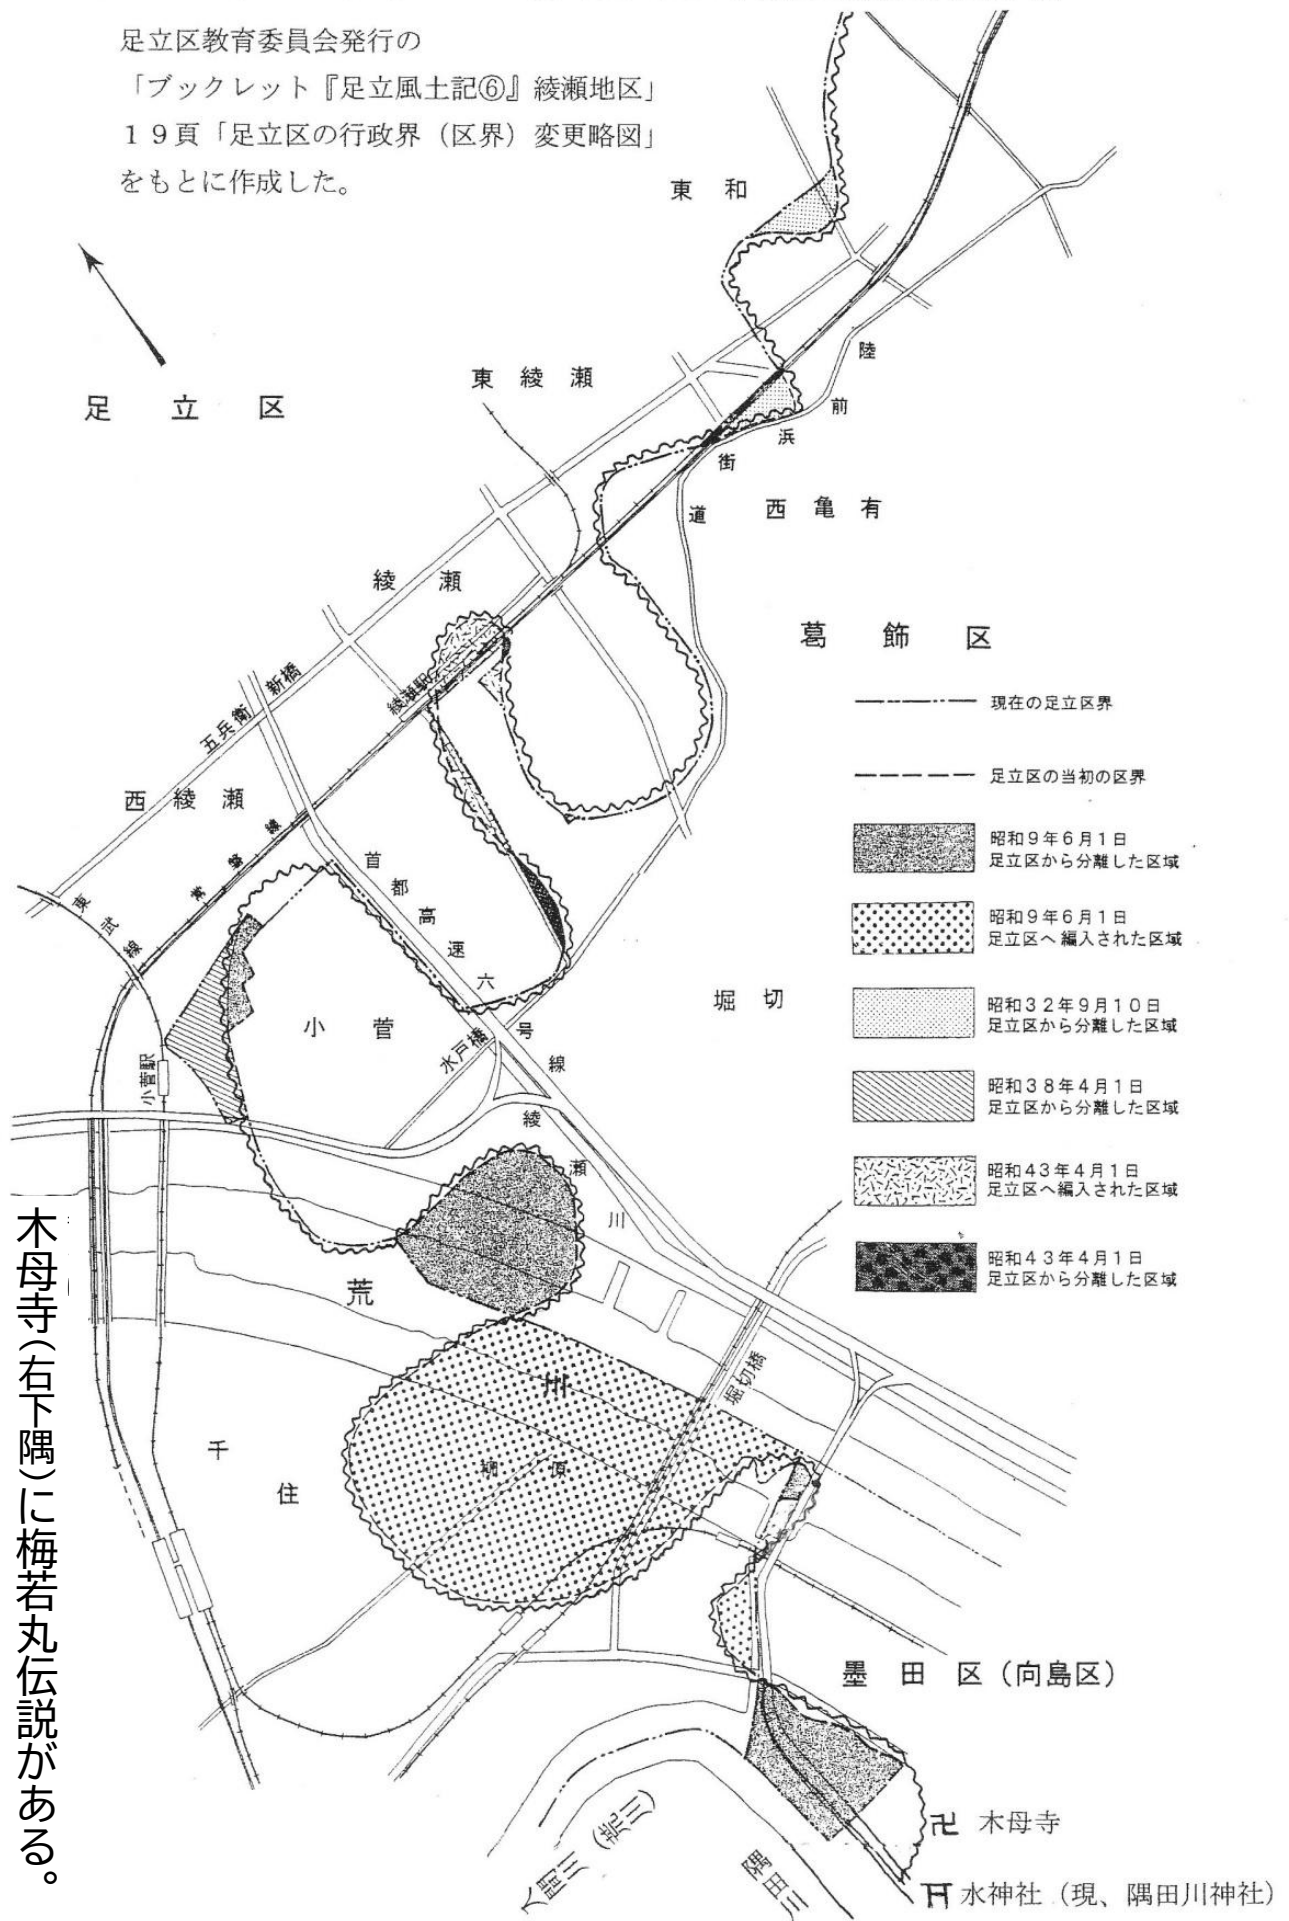 足立区教育委員会発行の
「ブックレット『足立風土記⑥』綾瀬地区」
19頁「足立区の行政界（区界）変更略図」
をもとに作成した。
東和
足立区
東綾瀬
陸前浜街道
西亀有
綾瀬
葛飾区
綾瀬駅
五兵衛新橋
西綾瀬
常磐線
東武線
首都高速六号線
小菅
小菅駅
水戸橋
堀切
綾瀬川
現在の足立区界
足立区の当初の区界
昭和9年6月1日
足立区から分離した区域
昭和9年6月1日
足立区へ編入された区域
昭和32年9月10日
足立区から分離した区域
昭和38年4月1日
足立区から分離した区域
昭和43年4月1日
足立区へ編入された区域
昭和43年4月1日
足立区から分離した区域
荒川
堀切橋
千住
柳原
墨田区（向島区）
入間川（荒川）
隅田川
卍 木母寺
水神社（現、隅田川神社）
木母寺（右下隅）に梅若丸伝説がある。